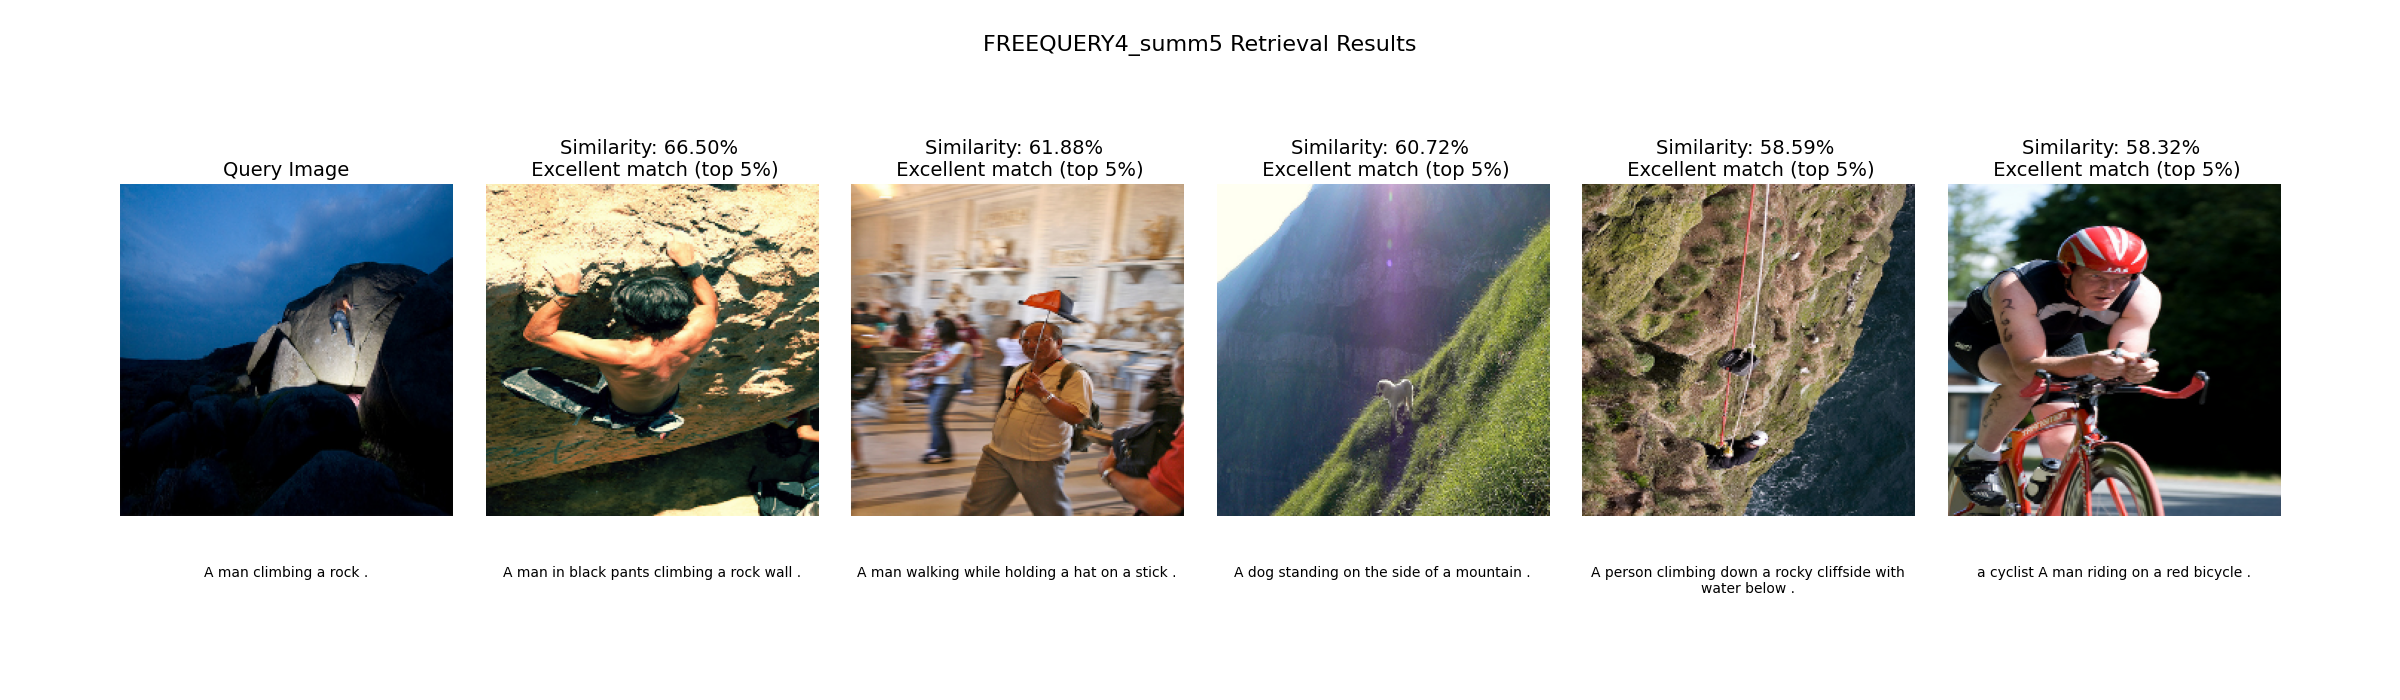 FREEQUERY4_summ5 Retrieval Results
Query Image
Similarity: 66.50%
Excellent match (top 5%)
Similarity: 61.88%
Excellent match (top 5%)
Similarity: 60.72%
Excellent match (top 5%)
Similarity: 58.59%
Excellent match (top 5%)
Similarity: 58.32%
Excellent match (top 5%)
A man climbing a rock .
A man in black pants climbing a rock wall .
A man walking while holding a hat on a stick .
A dog standing on the side of a mountain .
A person climbing down a rocky cliffside with
water below .
a cyclist A man riding on a red bicycle .